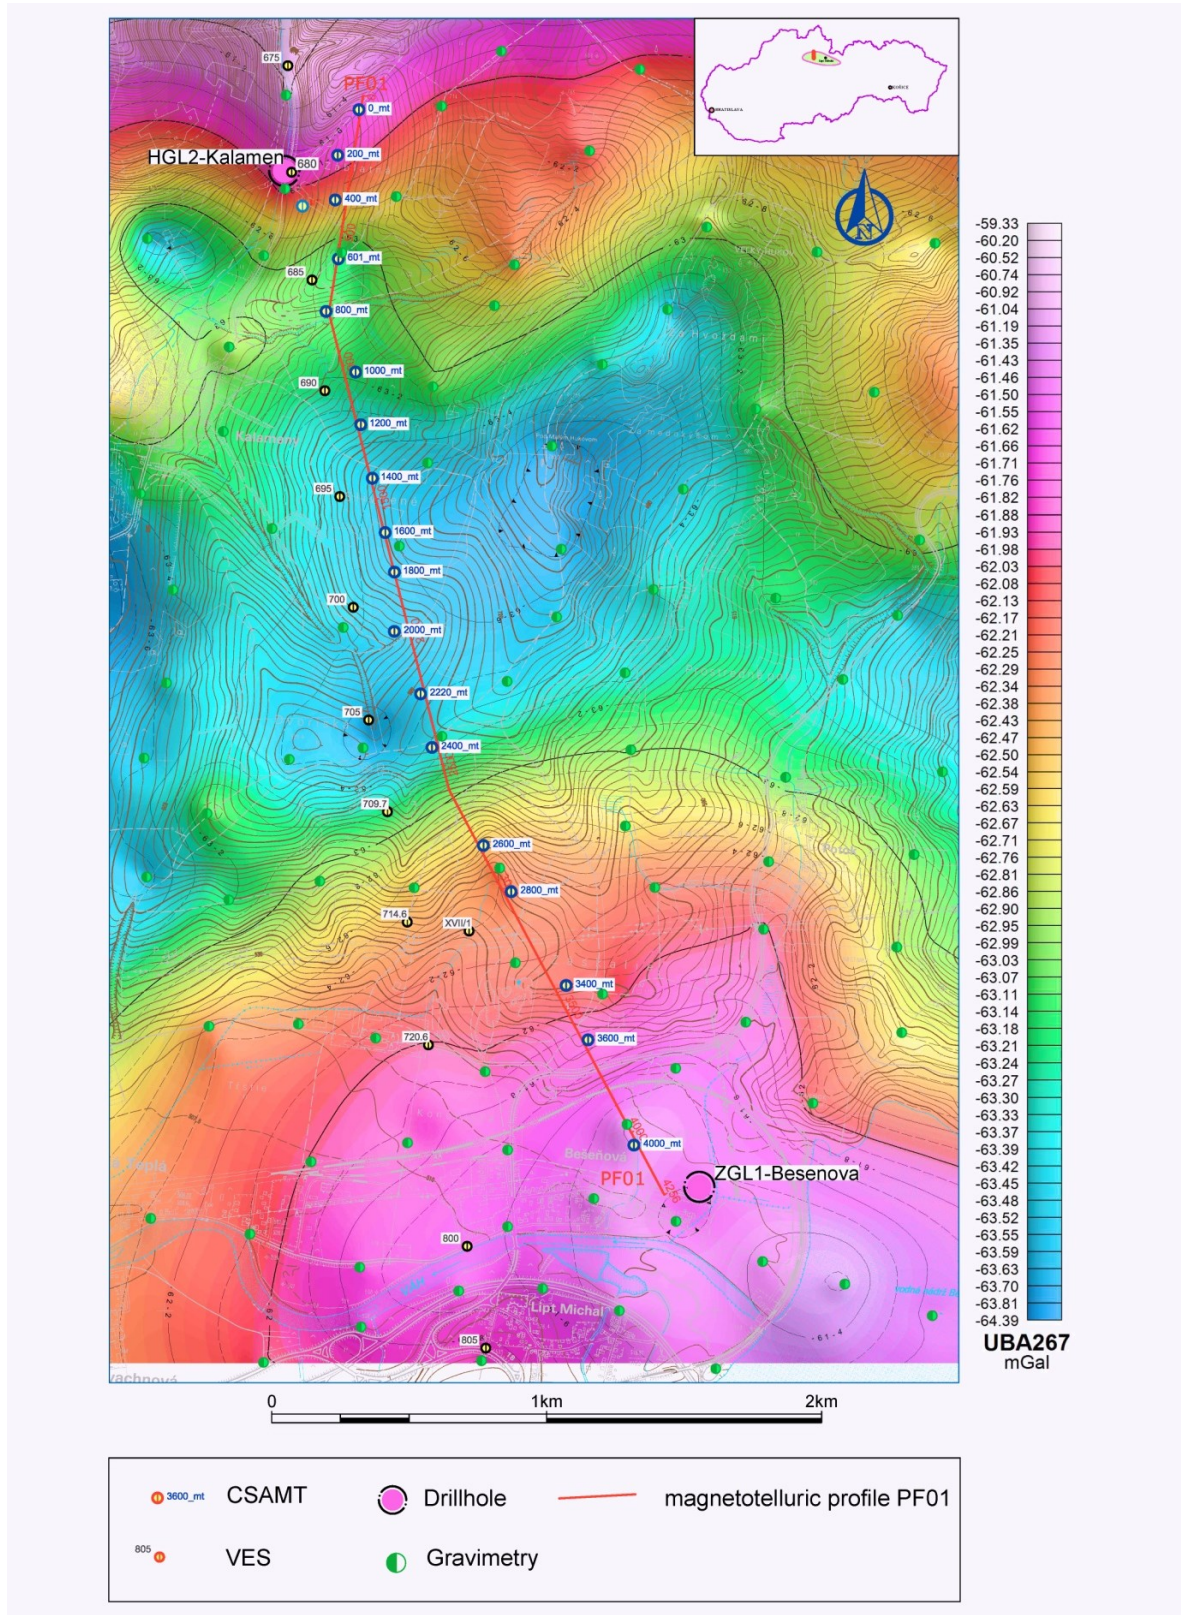 BRATISLAVA
KOŠICE
675
PF01
0_mt
HGL2-Kalamen
680
200_mt
400_mt
601_mt
685
800_mt
1000_mt
690
1200_mt
Kalameny
1400_mt
695
1600_mt
1800_mt
700
2000_mt
2220_mt
705
2400_mt
709.7
2600_mt
2800_mt
714.6
XVII/1
3400_mt
3600_mt
720.6
4000_mt
Bešeňová
PF01
4256
ZGL1-Besenova
800
VÁH
Lipt Michal
805
N
-59.33
-60.20
-60.52
-60.74
-60.92
-61.04
-61.19
-61.35
-61.43
-61.46
-61.50
-61.55
-61.62
-61.66
-61.71
-61.76
-61.82
-61.88
-61.93
-61.98
-62.03
-62.08
-62.13
-62.17
-62.21
-62.25
-62.29
-62.34
-62.38
-62.43
-62.47
-62.50
-62.54
-62.59
-62.63
-62.67
-62.71
-62.76
-62.81
-62.86
-62.90
-62.95
-62.99
-63.03
-63.07
-63.11
-63.14
-63.18
-63.21
-63.24
-63.27
-63.30
-63.33
-63.37
-63.42
-63.45
-63.48
-63.52
-63.55
-63.59
-63.63
-63.70
-63.81
-64.39
UBA267
mGal
0
1km
2km
3600_mt CSAMT
Drillhole
magnetotelluric profile PF01
805 VES
Gravimetry